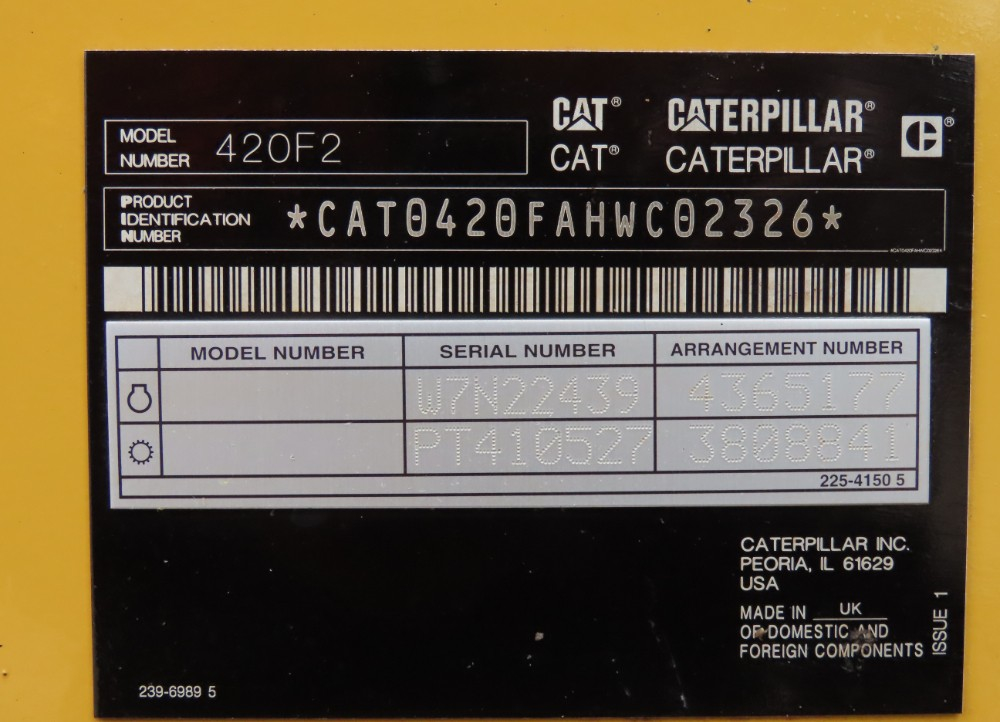 CAT® CATERPILLAR®
CAT® CATERPILLAR®
MODEL
NUMBER 420F2
PRODUCT
IDENTIFICATION
NUMBER
*CAT0420FAHWC02326*
MODEL NUMBER SERIAL NUMBER ARRANGEMENT NUMBER
W7N22439 4365177
PT410527 3808841
225-4150 5
CATERPILLAR INC.
PEORIA, IL 61629
USA
MADE IN UK
OF DOMESTIC AND
FOREIGN COMPONENTS
ISSUE 1
239-6989 5